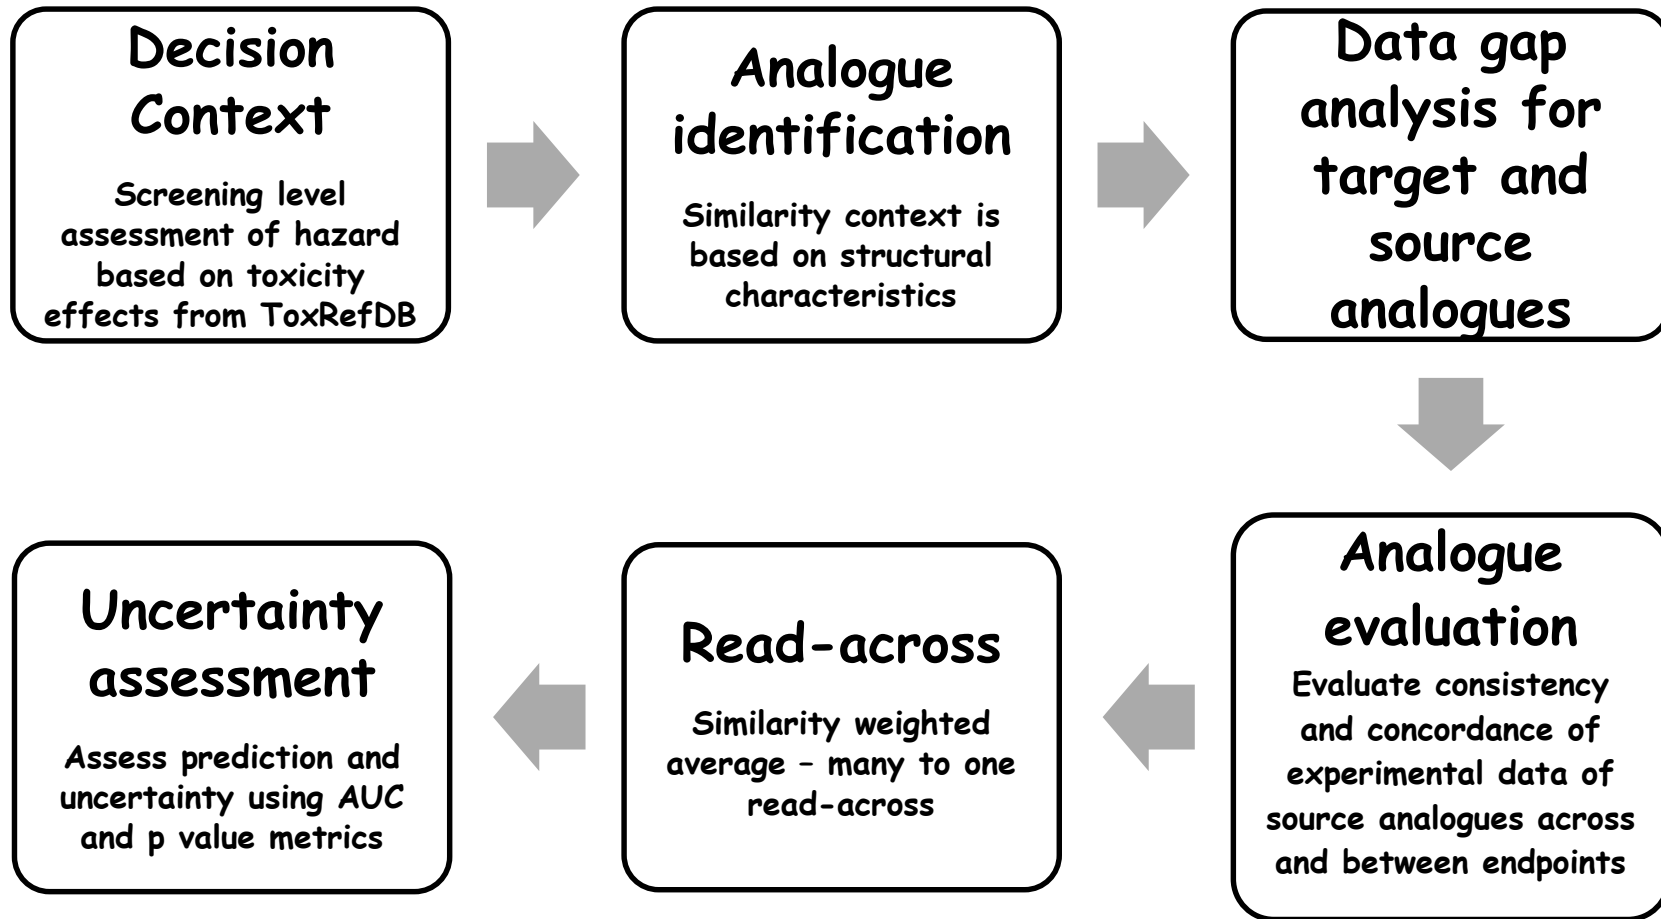 Decision
Context
Screening level
assessment of hazard
based on toxicity
effects from ToxRefDB
Analogue
identification
Similarity context is
based on structural
characteristics
Data gap
analysis for
target and
source
analogues
Analogue
evaluation
Evaluate consistency
and concordance of
experimental data of
source analogues across
and between endpoints
Read-across
Similarity weighted
average – many to one
read-across
Uncertainty
assessment
Assess prediction and
uncertainty using AUC
and p value metrics